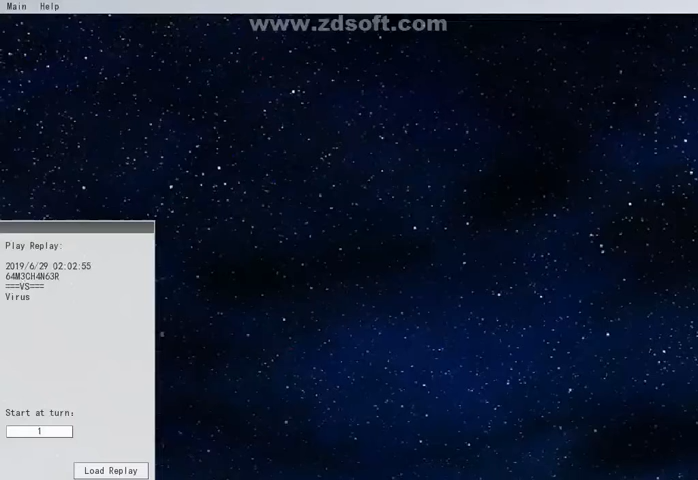 Main Help
www.zdsoft.com
Play Replay:
2019/6/29 02:02:55
64M3CH4N63R
===VS===
Virus
Start at turn:
1
Load Replay